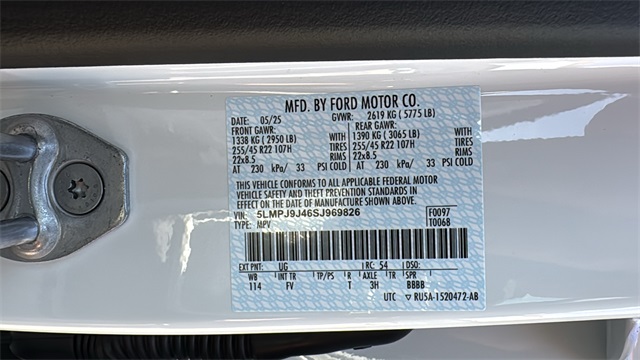 MFD. BY FORD MOTOR CO.
DATE: 05/25 GVWR: 2619 KG ( 5775 LB)
FRONT GAWR: REAR GAWR:
1338 KG ( 2950 LB) WITH 1390 KG ( 3065 LB) WITH
255/45 R22 107H TIRES 255/45 R22 107H TIRES
22x8.5 RIMS 22x8.5 RIMS
AT 230 kPa/ 33 PSI COLD AT 230 kPa/ 33 PSI COLD
THIS VEHICLE CONFORMS TO ALL APPLICABLE FEDERAL MOTOR
VEHICLE SAFETY AND THEFT PREVENTION STANDARDS IN
EFFECT ON THE DATE OF MANUFACTURE SHOWN ABOVE.
VIN: 5LMPJ9J46SJ969826 F0097
TYPE: MPV T0068
EXT PNT: UG RC: 54 DSO:
WB INT TR TP/PS R AXLE TR SPR
114 FV T 3H BBBB
UTC ▽ RU5A-1520472-AB